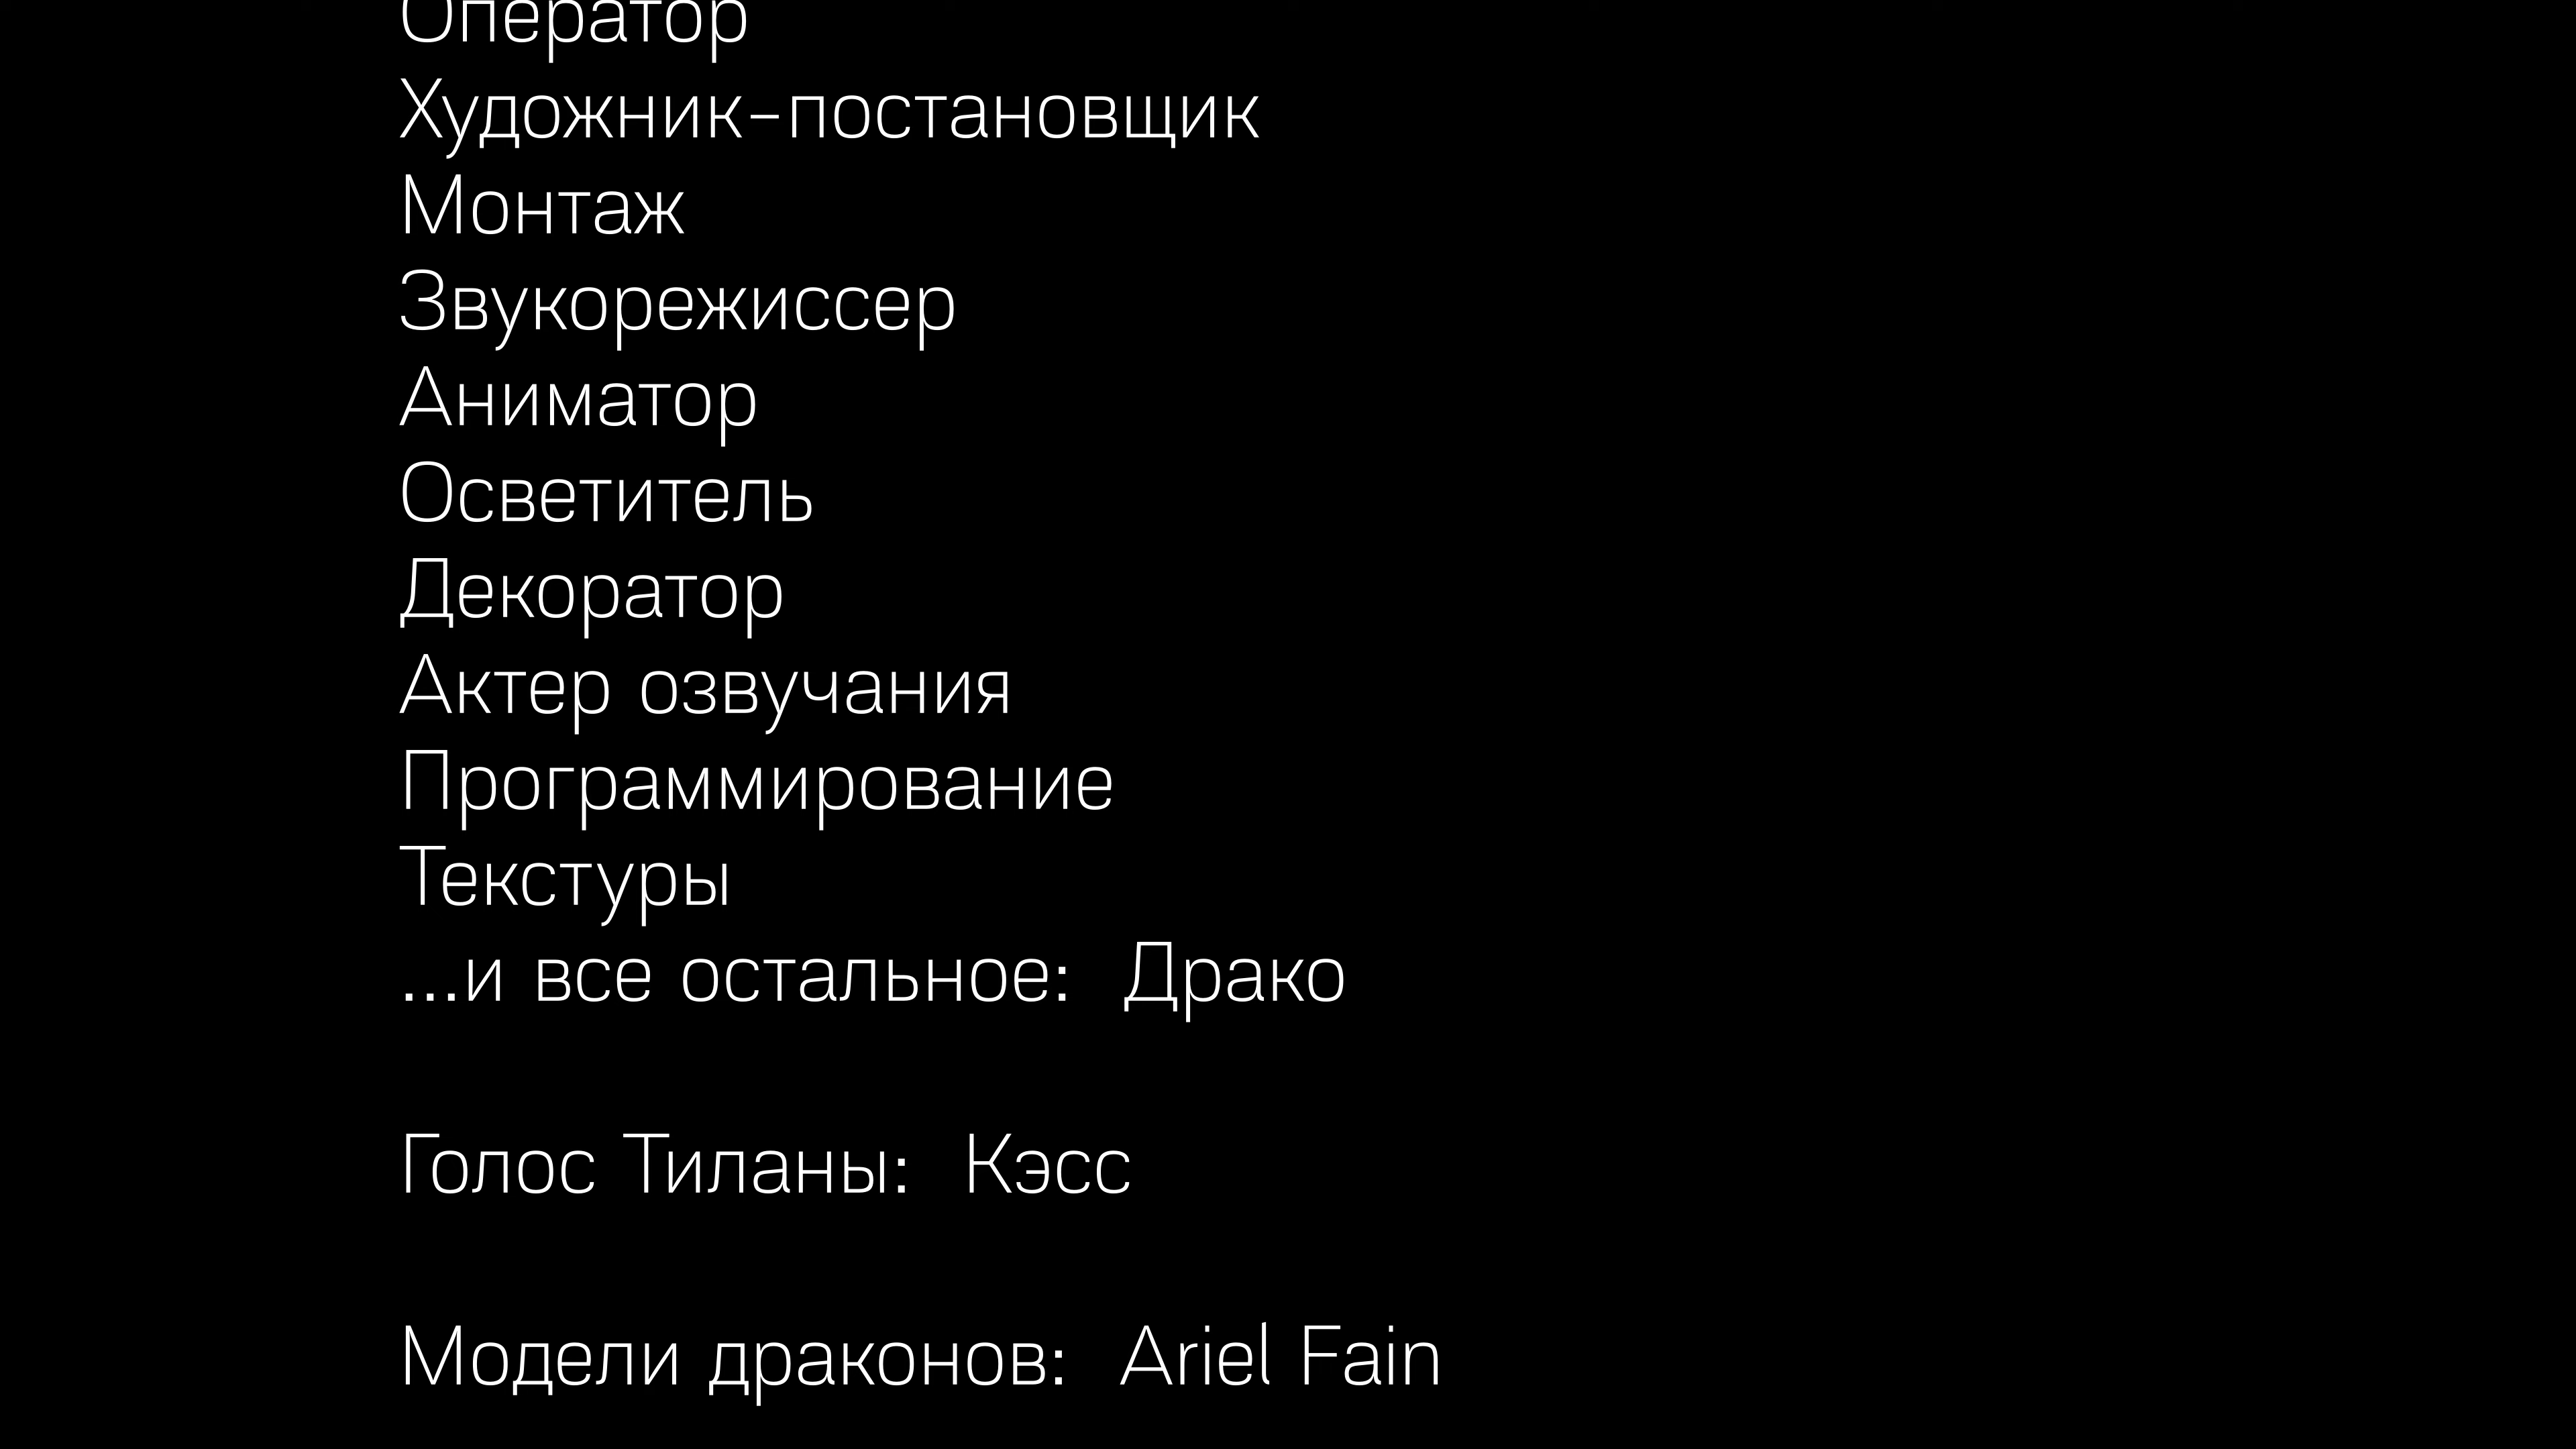 Оператор
Художник-постановщик
Монтаж
Звукорежиссер
Аниматор
Осветитель
Декоратор
Актер озвучания
Программирование
Текстуры
...и все остальное: Драко
Голос Тиланы: Кэсс
Модели драконов: Ariel Fain